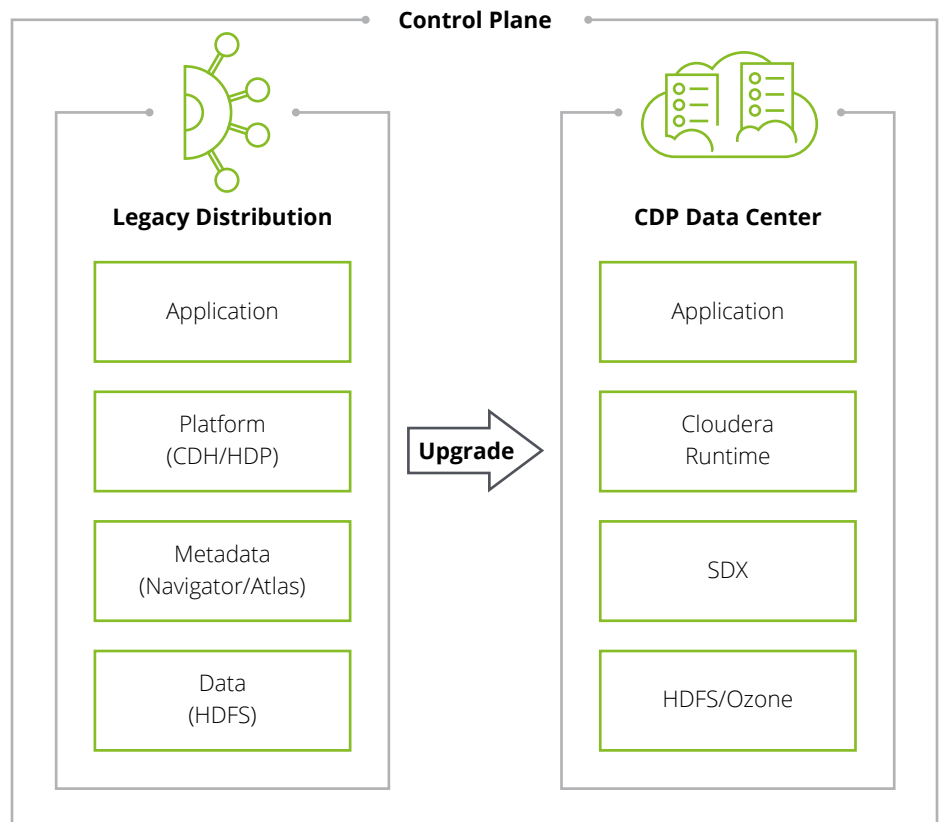 Control Plane
Legacy Distribution
Application
Platform
(CDH/HDP)
Metadata
(Navigator/Atlas)
Data
(HDFS)
Upgrade
CDP Data Center
Application
Cloudera
Runtime
SDX
HDFS/Ozone